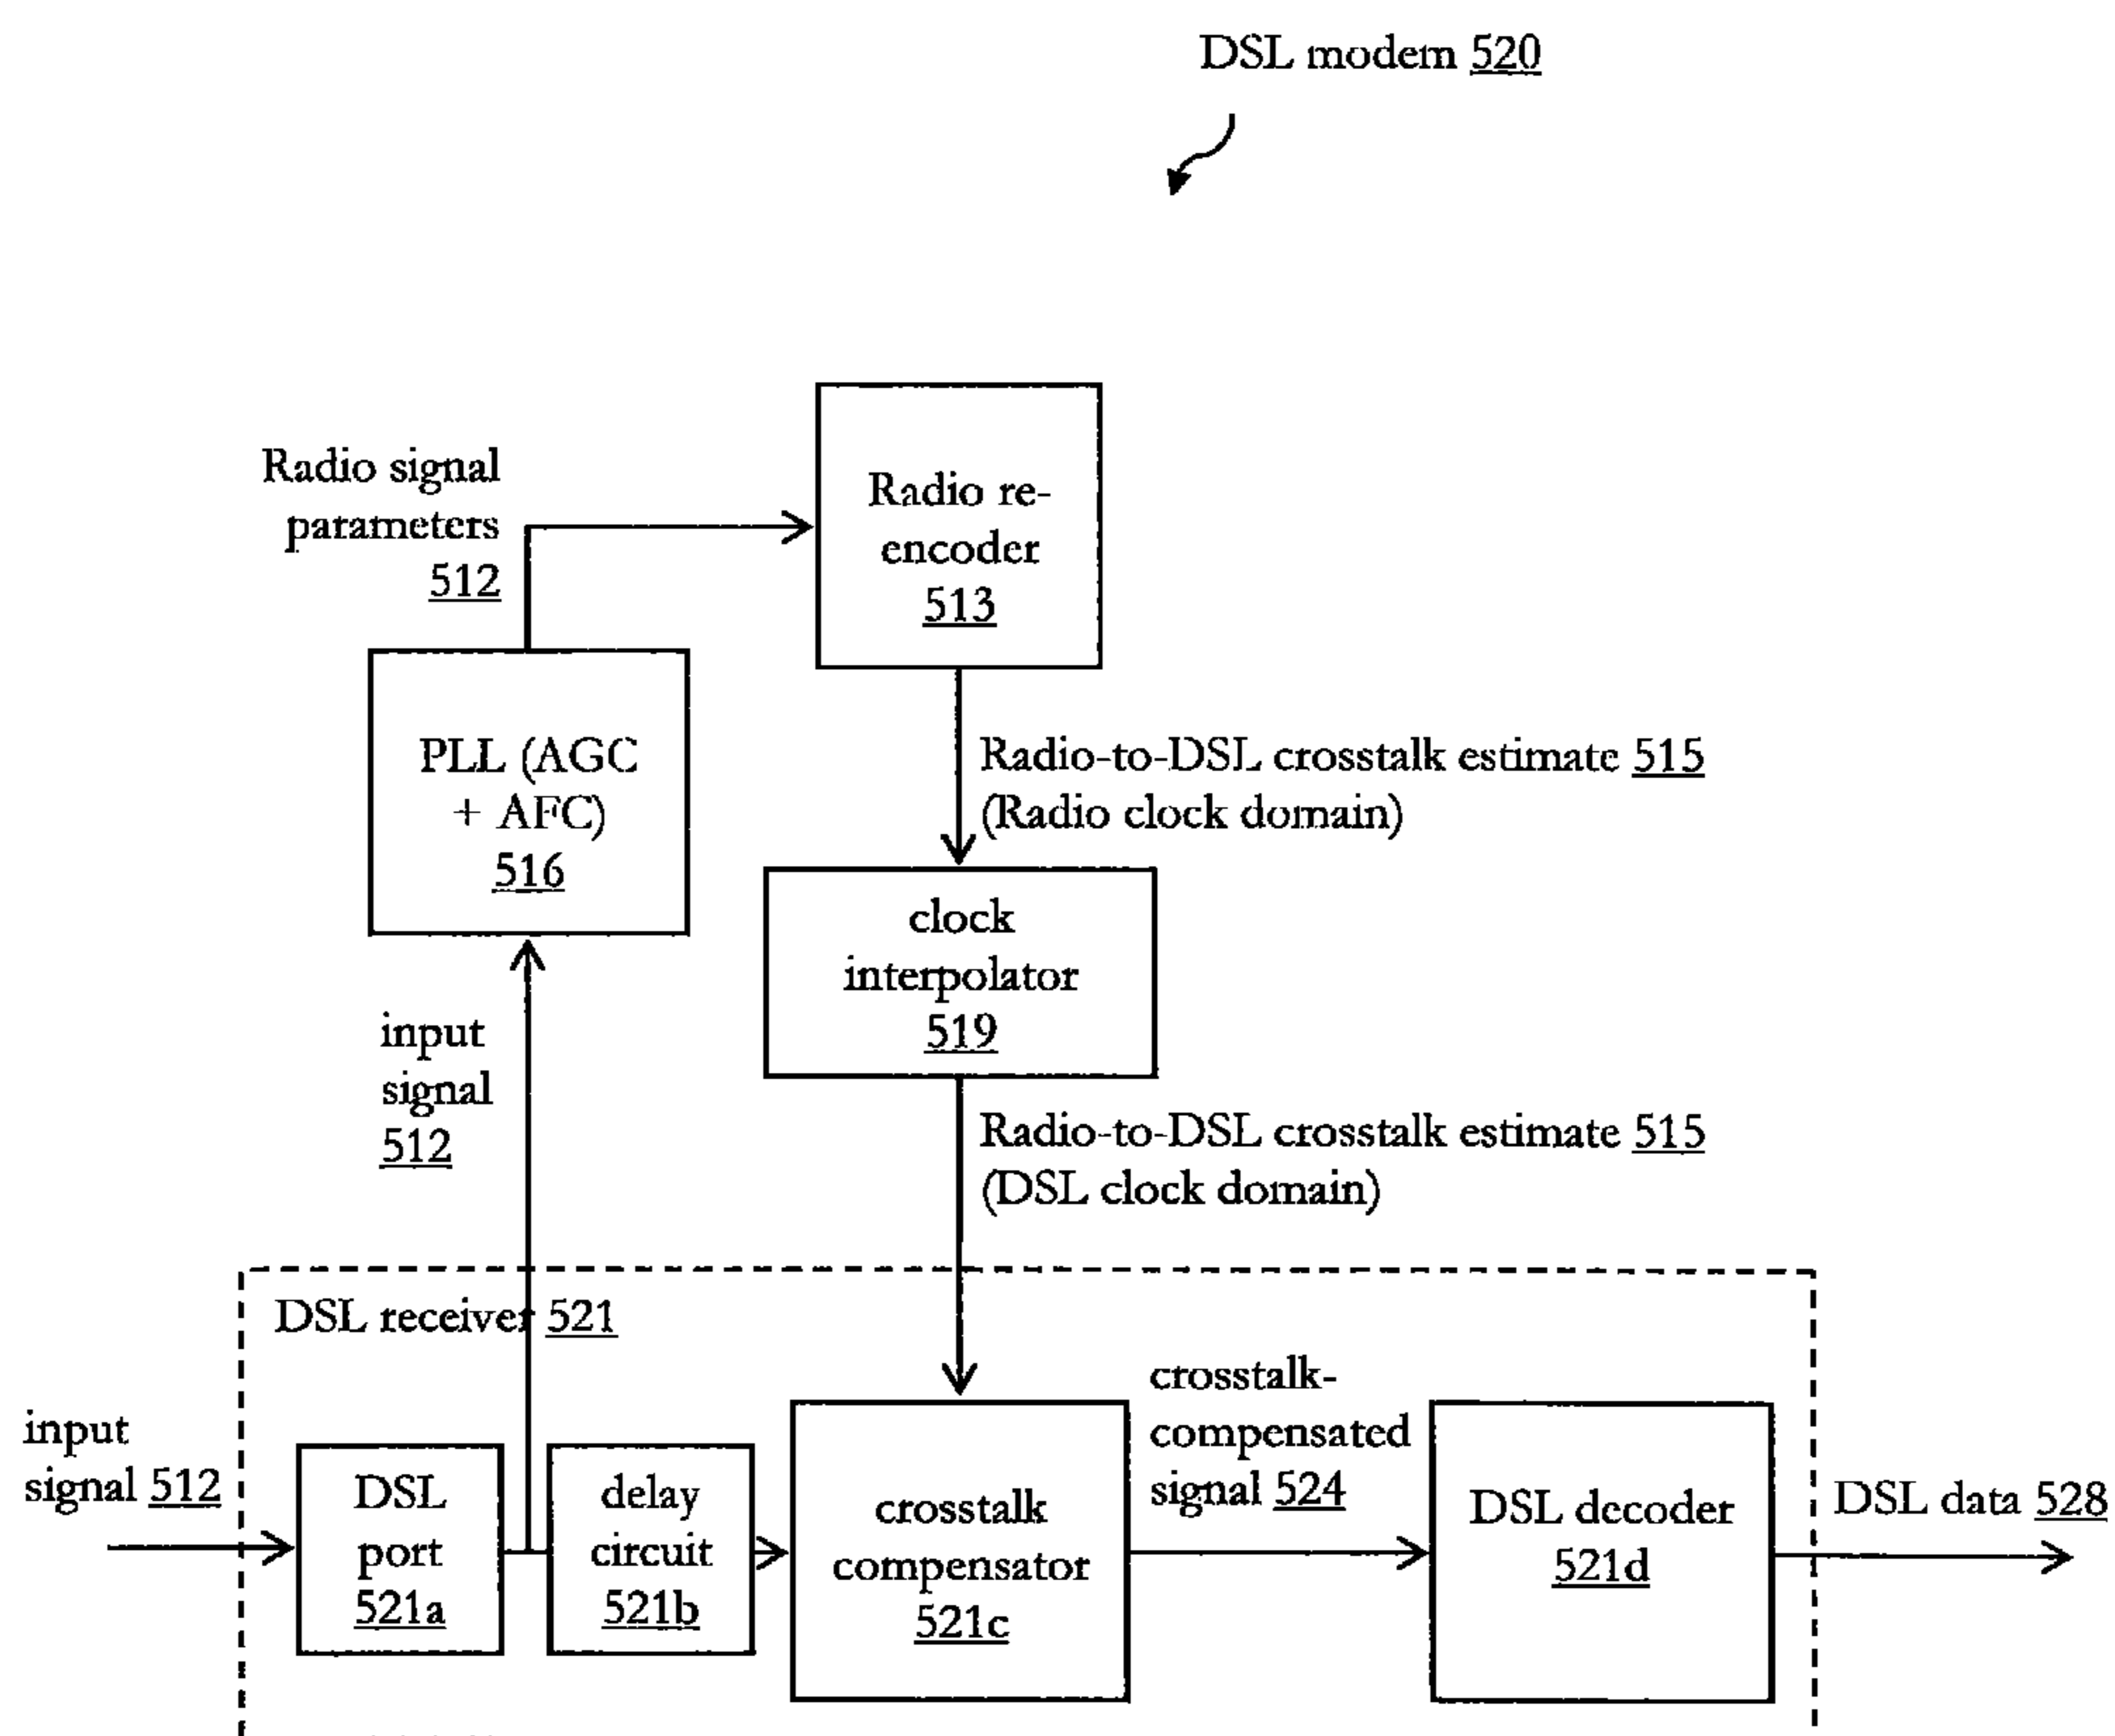 DSL modem 520
Radio signal
parameters
512
Radio re-
encoder
513
PLL (AGC
+ AFC)
516
Radio-to-DSL crosstalk estimate 515
(Radio clock domain)
clock
interpolator
519
input
signal
512
Radio-to-DSL crosstalk estimate 515
(DSL clock domain)
DSL receiver 521
input
signal 512
DSL
port
521a
delay
circuit
521b
crosstalk
compensator
521c
crosstalk-
compensated
signal 524
DSL decoder
521d
DSL data 528